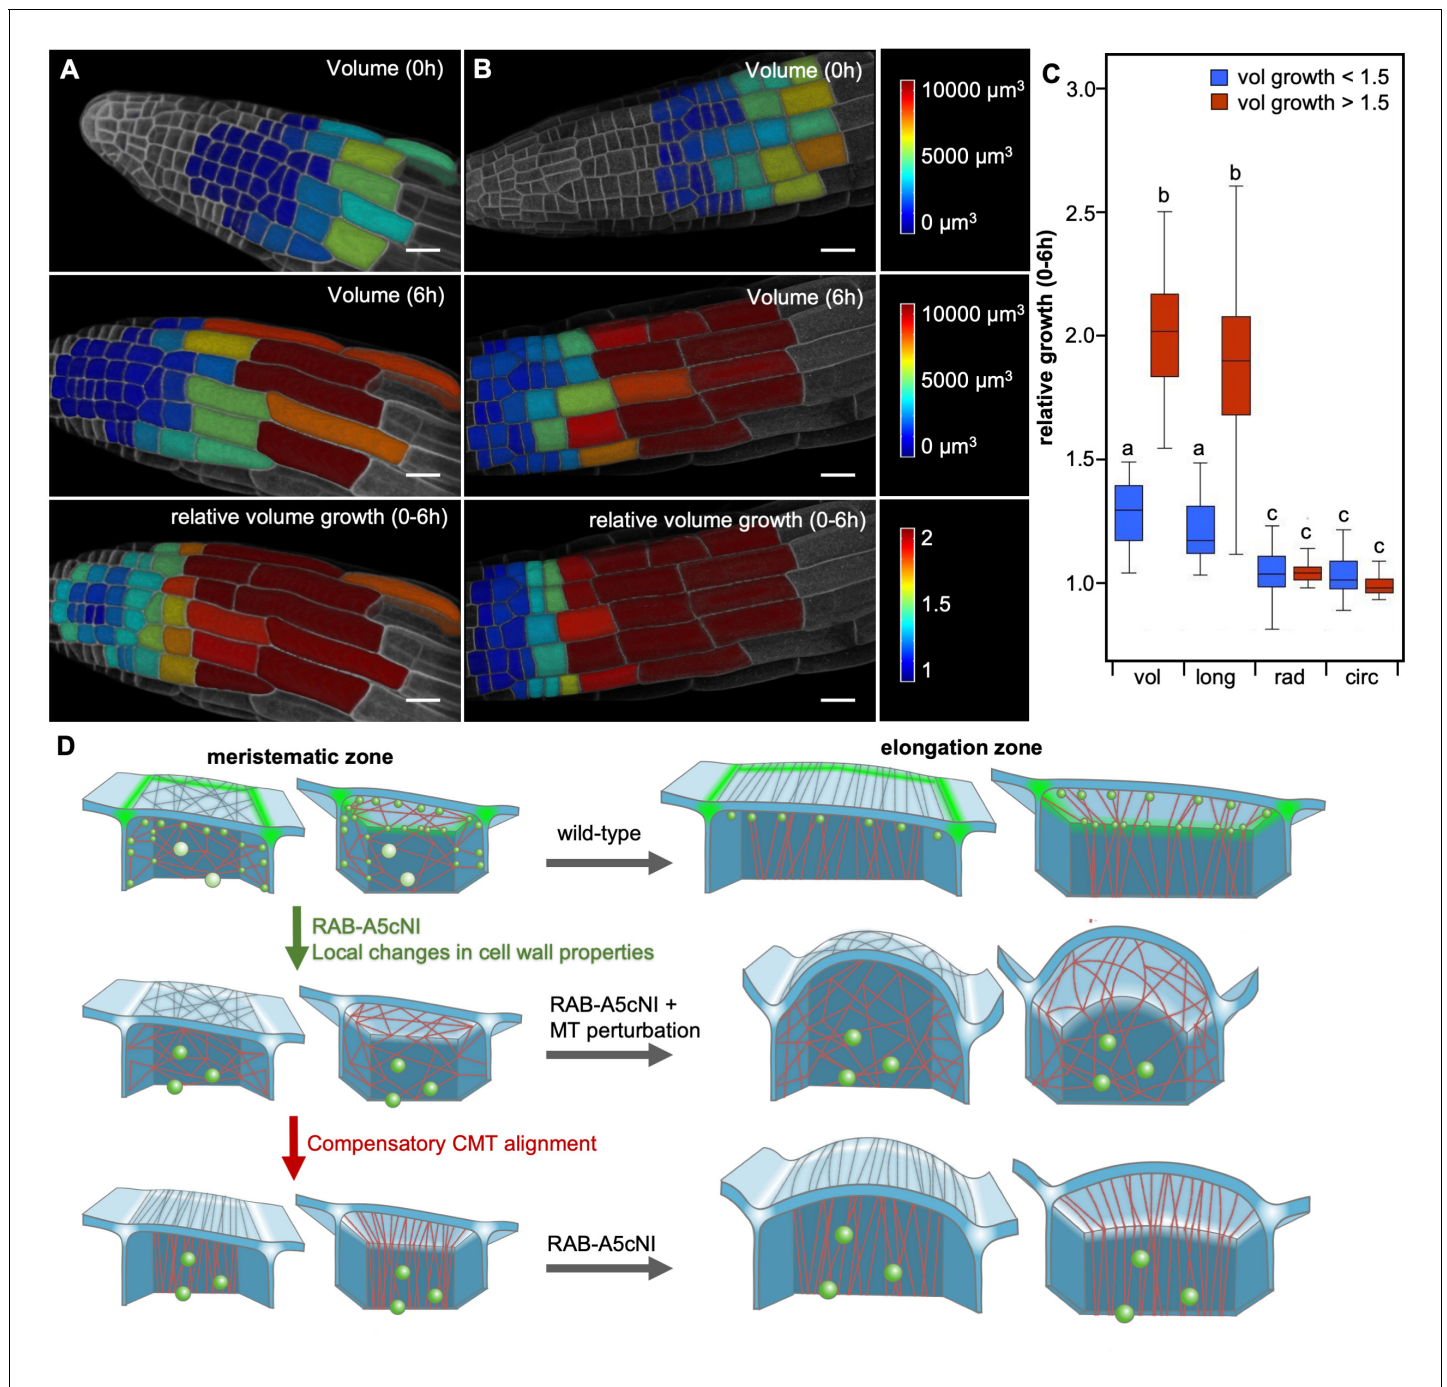 A
Volume (0h)
B
Volume (0h)
10000 µm³
5000 µm³
0 µm³
Volume (6h)
Volume (6h)
10000 µm³
5000 µm³
0 µm³
relative volume growth (0-6h)
relative volume growth (0-6h)
2
1.5
1
C
vol growth < 1.5
vol growth > 1.5
relative growth (0-6h)
3.0
2.5
2.0
1.5
1.0
a
b
a
b
c
c
c
c
vol
long
rad
circ
D
meristematic zone
elongation zone
wild-type
RAB-A5cNI
Local changes in cell wall properties
RAB-A5cNI +
MT perturbation
Compensatory CMT alignment
RAB-A5cNI